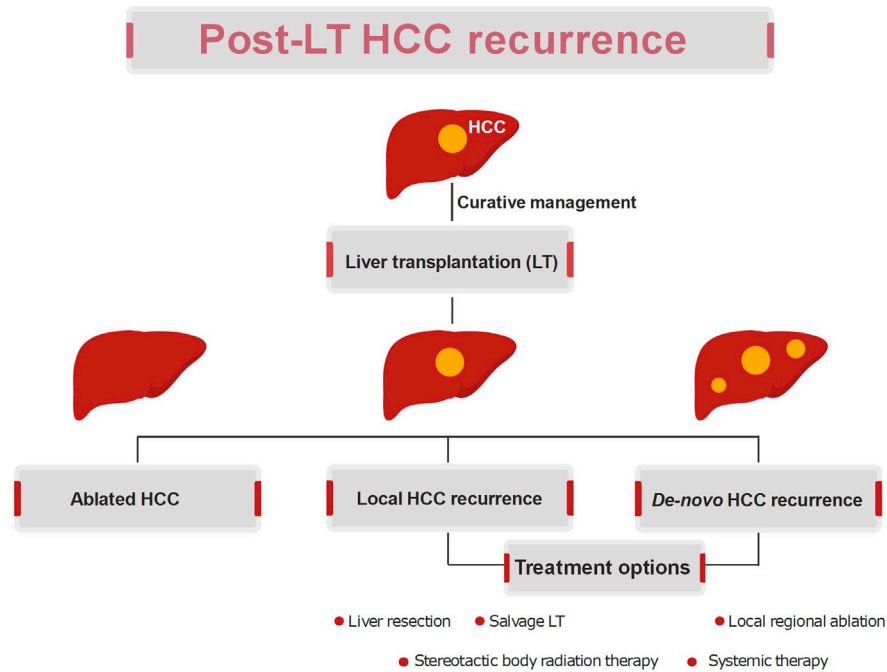 Post-LT HCC recurrence
HCC
Curative management
Liver transplantation (LT)
Ablated HCC
Local HCC recurrence
De-novo HCC recurrence
Treatment options
Liver resection
Salvage LT
Local regional ablation
Stereotactic body radiation therapy
Systemic therapy